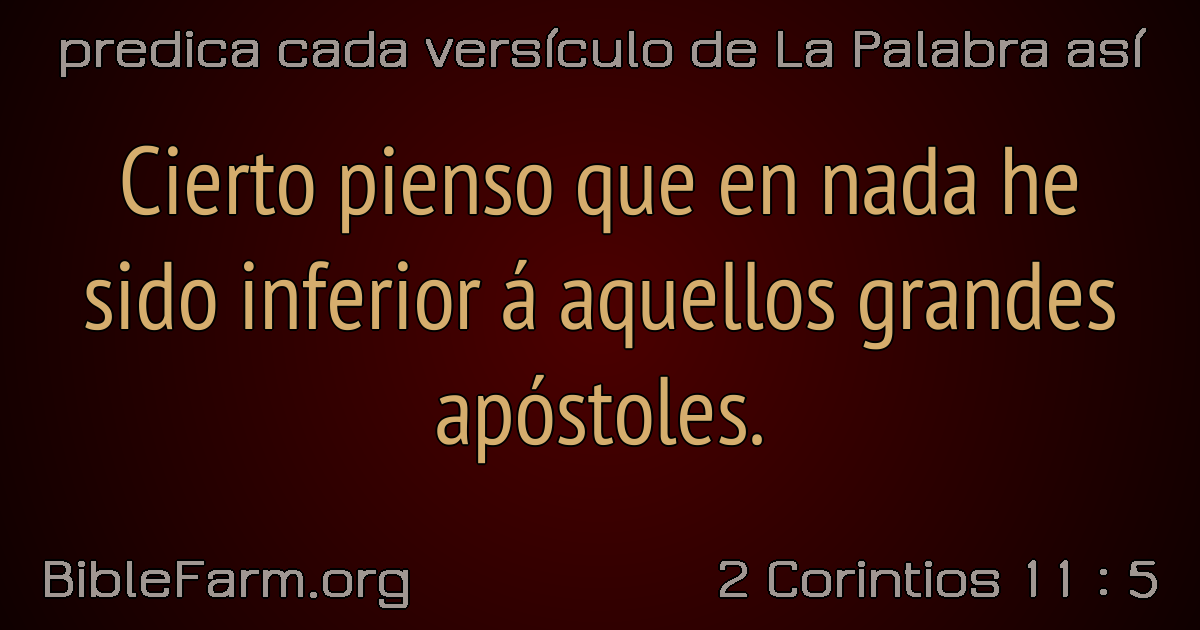 predica cada versículo de La Palabra así
Cierto pienso que en nada he
sido inferior á aquellos grandes
apóstoles.
BibleFarm.org
2 Corintios 11 : 5